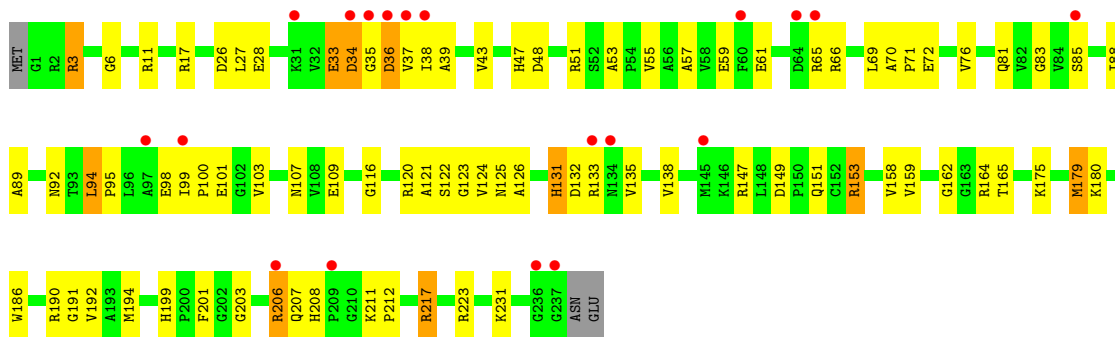 MET G1 R2 R3 G6 R11 R17 D26 L27 E28 K31 V32 E33 D34 G35 D36 V37 I38 A39 V43 H47 D48 R51 S52 A53 P54 V55 A56 A57 V58 E59 F60 E61 D64 R65 R66 L69 A70 P71 E72 V76 Q81 V82 G83 V84 S85 I88
A89 N92 T93 L94 P95 L96 A97 E98 I99 P100 E101 G102 V103 N107 V108 E109 G116 R120 A121 S122 G123 V124 N125 A126 H131 D132 R133 N134 V135 V138 M145 K146 R147 L148 D149 P150 Q151 C152 R153 V158 V159 G162 G163 R164 T165 K175 M179 K180
W186 R190 G191 V192 A193 M194 H199 P200 F201 G202 G203 R206 Q207 H208 P209 G210 K211 P212 R217 R223 K231 G236 G237 ASN GLU